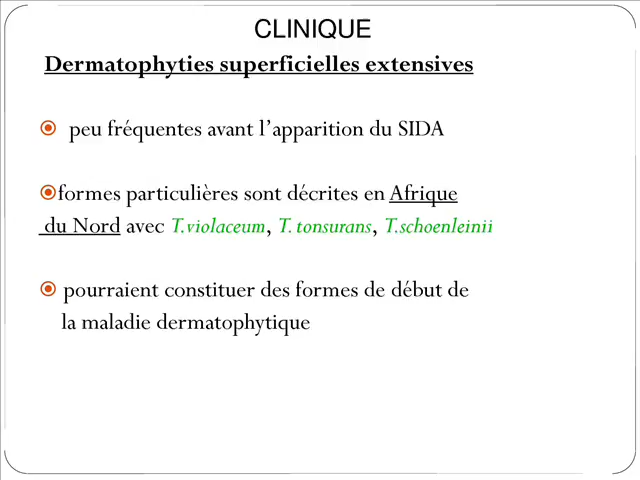 CLINIQUE
Dermatophyties superficielles extensives
peu fréquentes avant l’apparition du SIDA
formes particulières sont décrites en Afrique
du Nord avec T.violaceum, T. tonsurans, T.schoenleinii
pourraient constituer des formes de début de
la maladie dermatophytique